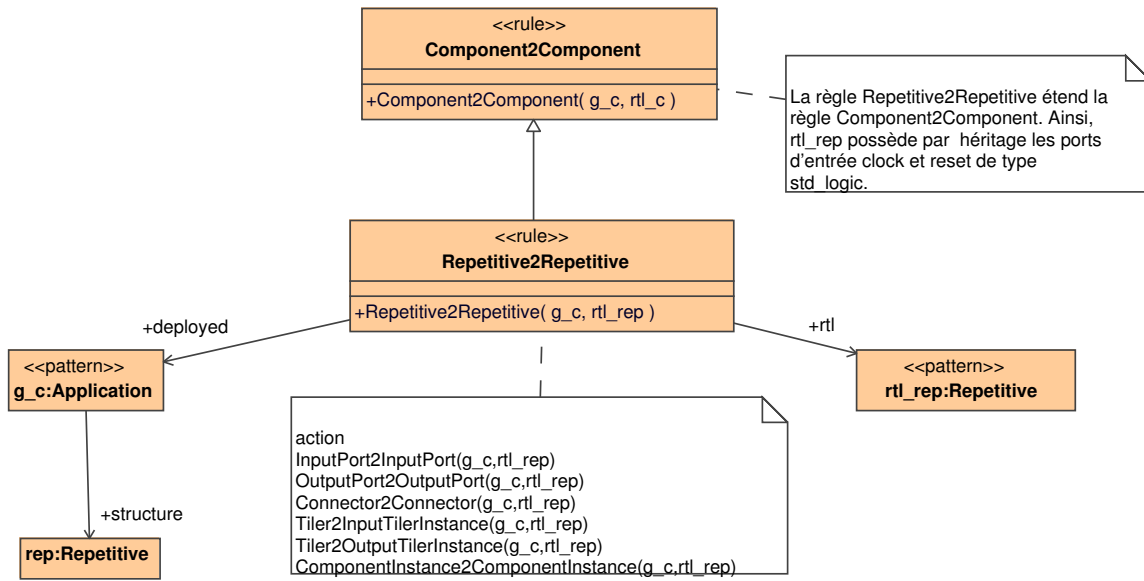 <<rule>>
Component2Component
+Component2Component( g_c, rtl_c )
La règle Repetitive2Repetitive étend la
règle Component2Component. Ainsi,
rtl_rep possède par héritage les ports
d'entrée clock et reset de type
std_logic.
<<rule>>
Repetitive2Repetitive
+Repetitive2Repetitive( g_c, rtl_rep )
+deployed
+rtl
<<pattern>>
g_c:Application
<<pattern>>
rtl_rep:Repetitive
action
InputPort2InputPort(g_c,rtl_rep)
OutputPort2OutputPort(g_c,rtl_rep)
Connector2Connector(g_c,rtl_rep)
Tiler2InputTilerInstance(g_c,rtl_rep)
Tiler2OutputTilerInstance(g_c,rtl_rep)
ComponentInstance2ComponentInstance(g_c,rtl_rep)
+structure
rep:Repetitive